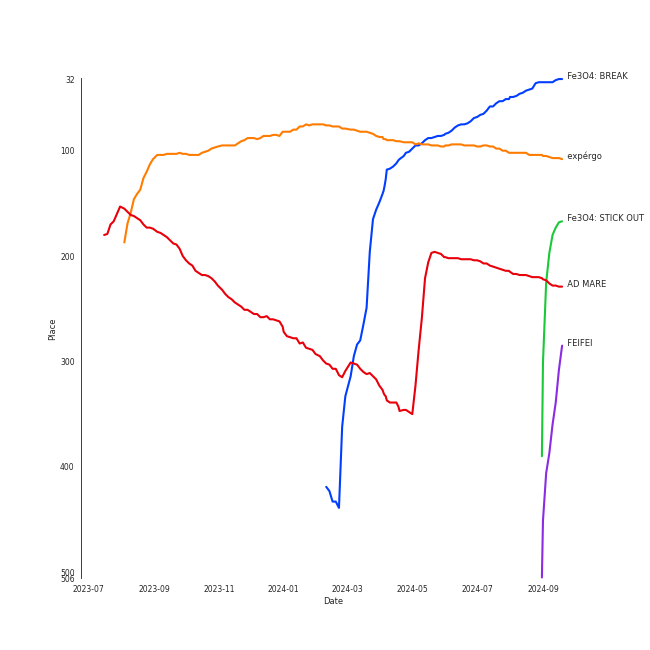 32
Fe3O4: BREAK
100
expérgo
200
Fe3O4: STICK OUT
AD MARE
Place
300
FEIFEI
400
500
506
2023-07
2023-09
2023-11
2024-01
2024-03
2024-05
2024-07
2024-09
Date